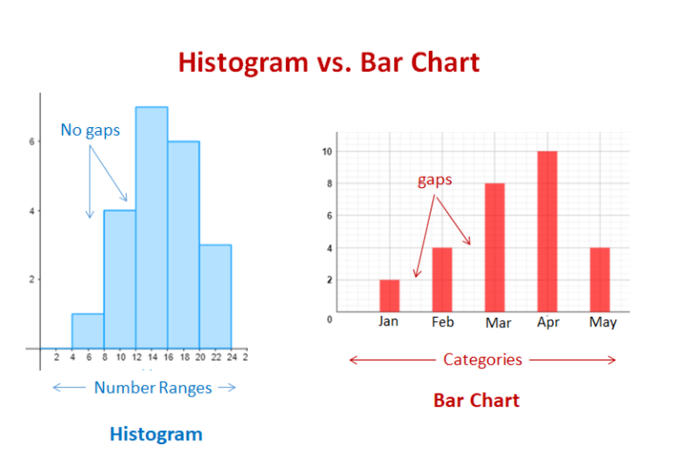 Histogram vs. Bar Chart
No gaps
6
4
2
2 4 6 8 10 12 14 16 18 20 22 24 2
Number Ranges
Histogram
gaps
10
8
6
4
2
0
Jan Feb Mar Apr May
Categories
Bar Chart